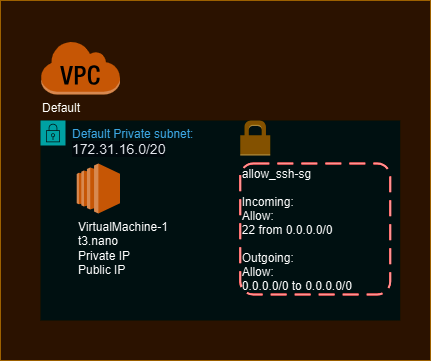 VPC
Default
Default Private subnet:
172.31.16.0/20
VirtualMachine-1
t3.nano
Private IP
Public IP
allow_ssh-sg
Incoming:
Allow:
22 from 0.0.0.0/0
Outgoing:
Allow:
0.0.0.0/0 to 0.0.0.0/0